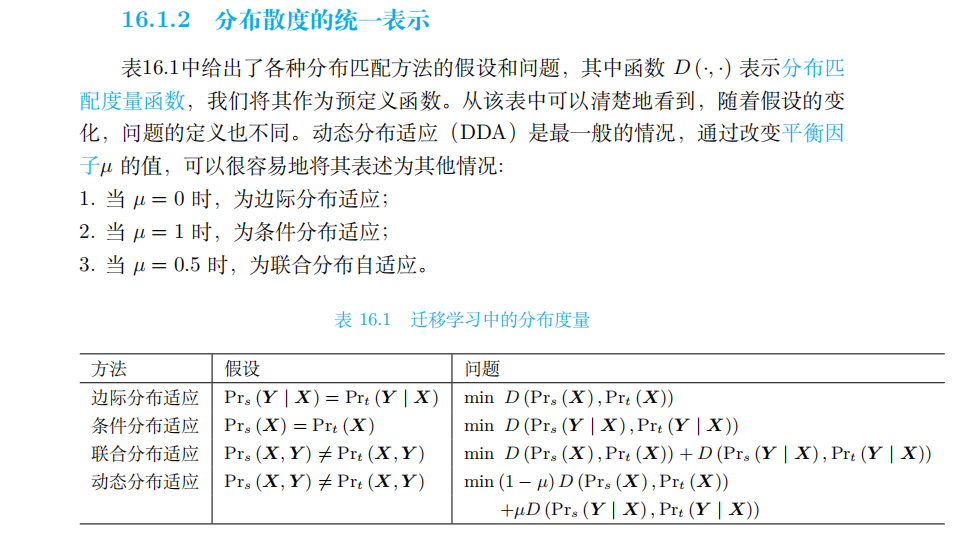 16.1.2 分布散度的统一表示
表16.1中给出了各种分布匹配方法的假设和问题，其中函数 D (·,·) 表示分布匹
配度量函数，我们将其作为预定义函数。从该表中可以清楚地看到，随着假设的变
化，问题的定义也不同。动态分布适应（DDA）是最一般的情况，通过改变平衡因
子μ 的值，可以很容易地将其表述为其他情况：
1. 当 μ = 0 时，为边际分布适应；
2. 当 μ = 1 时，为条件分布适应；
3. 当 μ = 0.5 时，为联合分布自适应。
表 16.1 迁移学习中的分布度量
方法 假设 问题
边际分布适应 Prₛ (Y | X) = Prₜ (Y | X) min D (Prₛ (X) , Prₜ (X))
条件分布适应 Prₛ (X) = Prₜ (X) min D (Prₛ (Y | X) , Prₜ (Y | X))
联合分布适应 Prₛ (X, Y) ≠ Prₜ (X, Y) min D (Prₛ (X) , Prₜ (X)) + D (Prₛ (Y | X) , Prₜ (Y | X))
动态分布适应 Prₛ (X, Y) ≠ Prₜ (X, Y) min (1 − μ) D (Prₛ (X) , Prₜ (X))
+μD (Prₛ (Y | X) , Prₜ (Y | X))